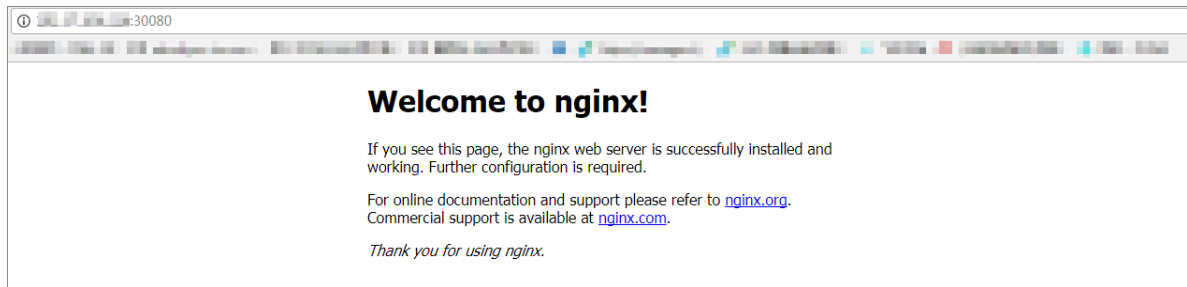 :30080
Welcome to nginx!
If you see this page, the nginx web server is successfully installed and
working. Further configuration is required.
For online documentation and support please refer to nginx.org.
Commercial support is available at nginx.com.
Thank you for using nginx.